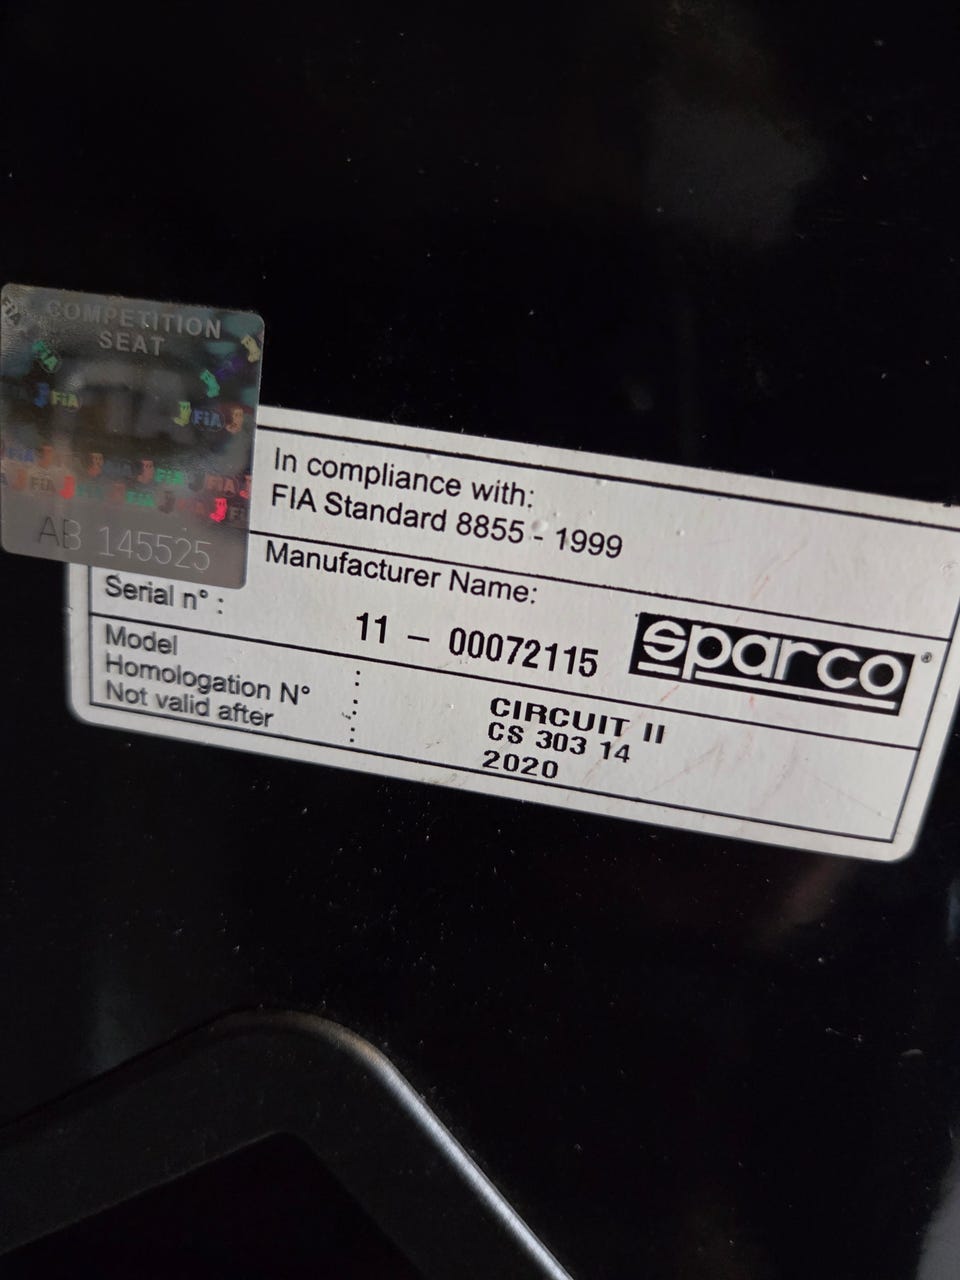 COMPETITION
SEAT
FiA
FiA
AB 145525
In compliance with:
FIA Standard 8855 - 1999
Manufacturer Name:
Serial n° :
11 - 00072115
sparco®
Model : CIRCUIT II
Homologation N° : CS 303 14
Not valid after : 2020